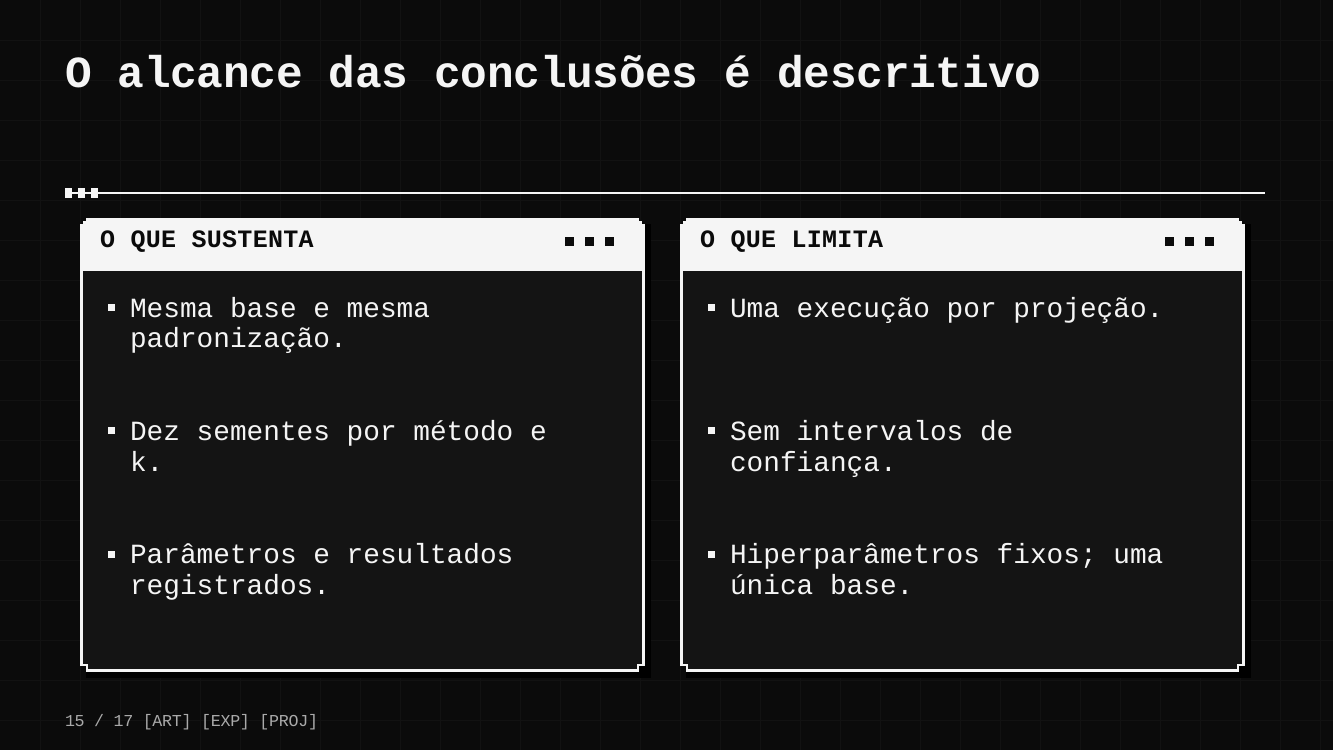 O alcance das conclusões é descritivo
O QUE SUSTENTA
Mesma base e mesma
padronização.
Dez sementes por método e
k.
Parâmetros e resultados
registrados.
O QUE LIMITA
Uma execução por projeção.
Sem intervalos de
confiança.
Hiperparâmetros fixos; uma
única base.
15 / 17 [ART] [EXP] [PROJ]